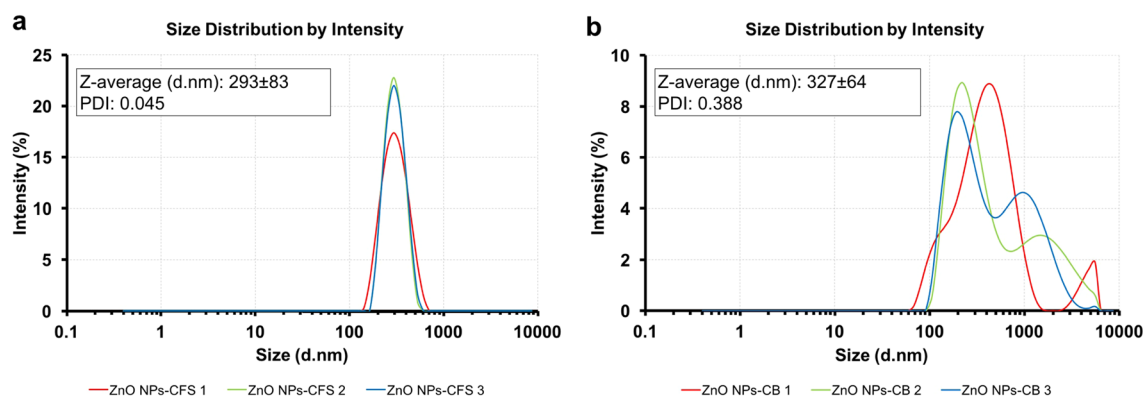 a
Size Distribution by Intensity
25
20
15
10
5
0
Intensity (%)
Z-average (d.nm): 293±83
PDI: 0.045
0.1 1 10 100 1000 10000
Size (d.nm)
ZnO NPs-CFS 1 ZnO NPs-CFS 2 ZnO NPs-CFS 3
b
Size Distribution by Intensity
10
8
6
4
2
0
Intensity (%)
Z-average (d.nm): 327±64
PDI: 0.388
0.1 1 10 100 1000 10000
Size (d.nm)
ZnO NPs-CB 1 ZnO NPs-CB 2 ZnO NPs-CB 3